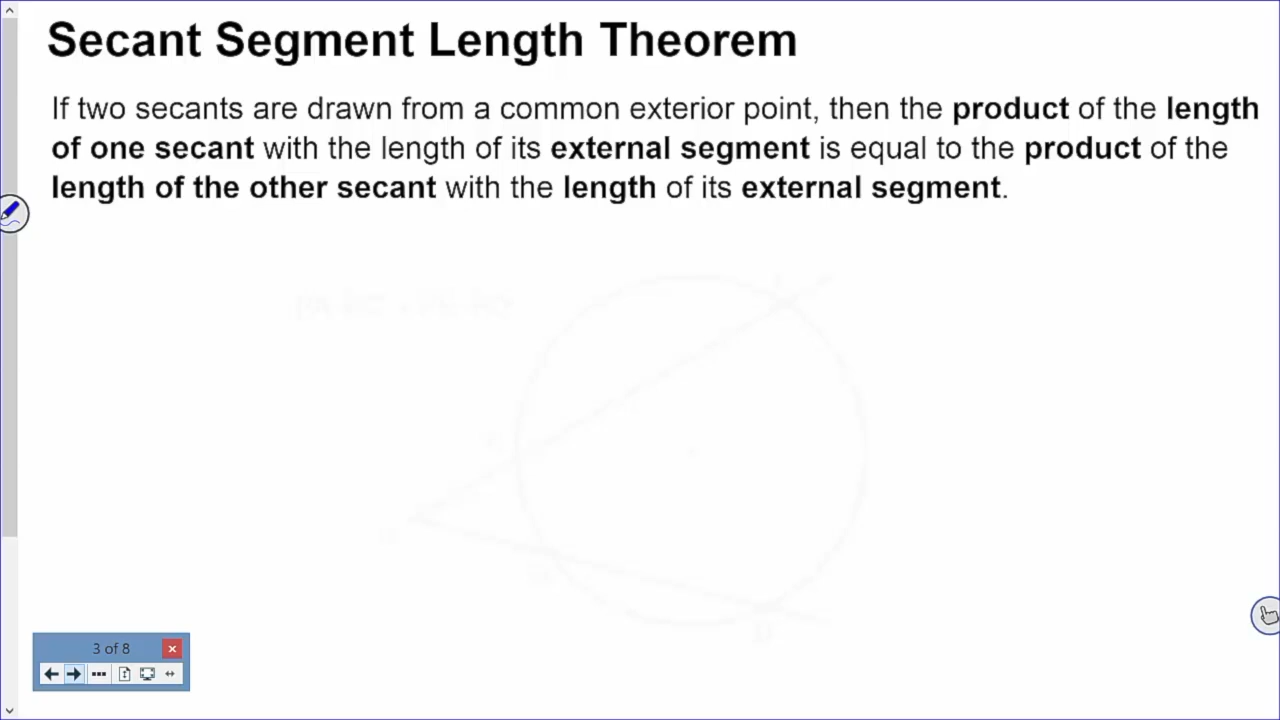 Secant Segment Length Theorem
If two secants are drawn from a common exterior point, then the product of the length
of one secant with the length of its external segment is equal to the product of the
length of the other secant with the length of its external segment.
3 of 8